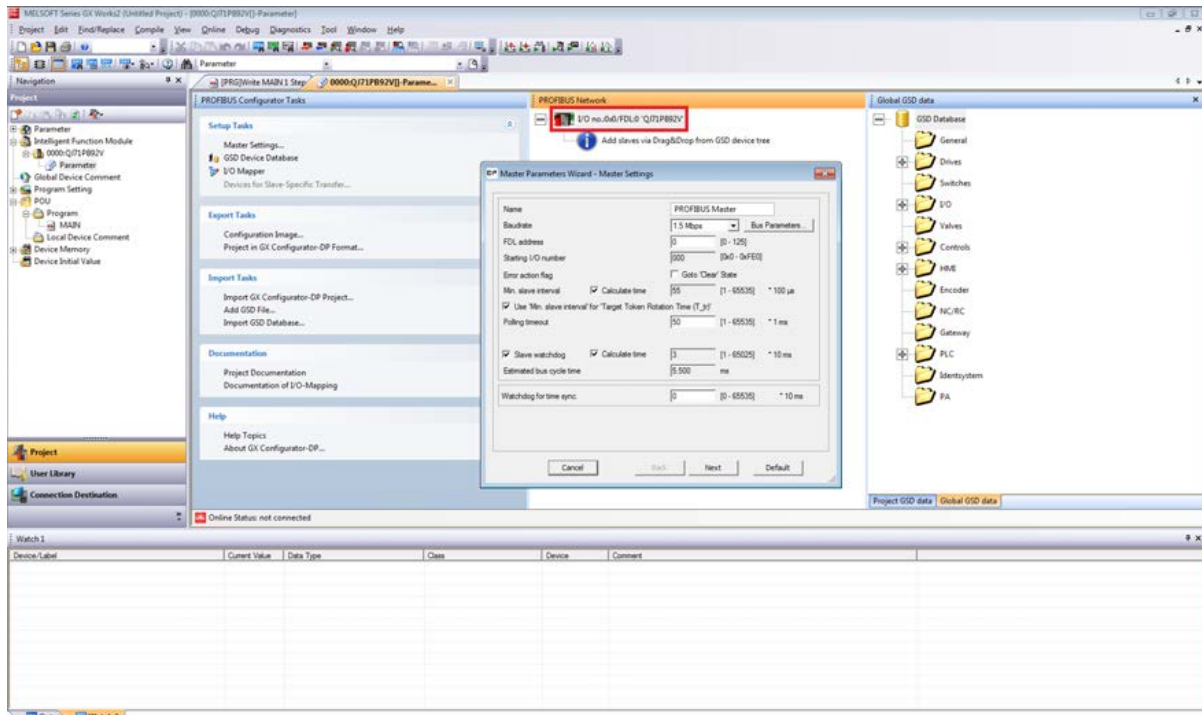 MELSOFT Series GX Works2 (Untitled Project) - [0000:QJ71PB92V[]-Parameter]
Project Edit Find/Replace Compile View Online Debug Diagnostics Tool Window Help
Parameter
Navigation
[PRG]Write MAIN 1 Step
0000:QJ71PB92V[]-Parame...
Project
Parameter
Intelligent Function Module
0000:QJ71PB92V
Parameter
Global Device Comment
Program Setting
POU
Program
MAIN
Local Device Comment
Device Memory
Device Initial Value
Project
User Library
Connection Destination
PROFIBUS Configurator Tasks
Setup Tasks
Master Settings...
GSD Device Database
I/O Mapper
Devices for Slave-Specific Transfer...
Export Tasks
Configuration Image...
Project in GX Configurator-DP Format...
Import Tasks
Import GX Configurator-DP Project...
Add GSD File...
Import GSD Database...
Documentation
Project Documentation
Documentation of I/O-Mapping
Help
Help Topics
About GX Configurator-DP...
Online Status: not connected
PROFIBUS Network
I/O no.:0x0/FDL:0 'QJ71PB92V'
Add slaves via Drag&Drop from GSD device tree
Master Parameters Wizard - Master Settings
Name PROFIBUS Master
Baudrate 1.5 Mbps Bus Parameters...
FDL address 0 [0 - 125]
Starting I/O number 000 [0x0 - 0xFE0]
Error action flag Goto 'Clear' State
Min. slave interval Calculate time 55 [1 - 65535] * 100 µs
Use 'Min. slave interval' for 'Target Token Rotation Time (T_tr)'
Polling timeout 50 [1 - 65535] * 1 ms
Slave watchdog Calculate time 3 [1 - 65025] * 10 ms
Estimated bus cycle time 5.500 ms
Watchdog for time sync. 0 [0 - 65535] * 10 ms
Cancel Back Next Default
Global GSD data
GSD Database
General
Drives
Switches
I/O
Valves
Controls
HMI
Encoder
NC/RC
Gateway
PLC
Identsystem
PA
Project GSD data Global GSD data
Watch 1
Device/Label Current Value Data Type Class Device Comment